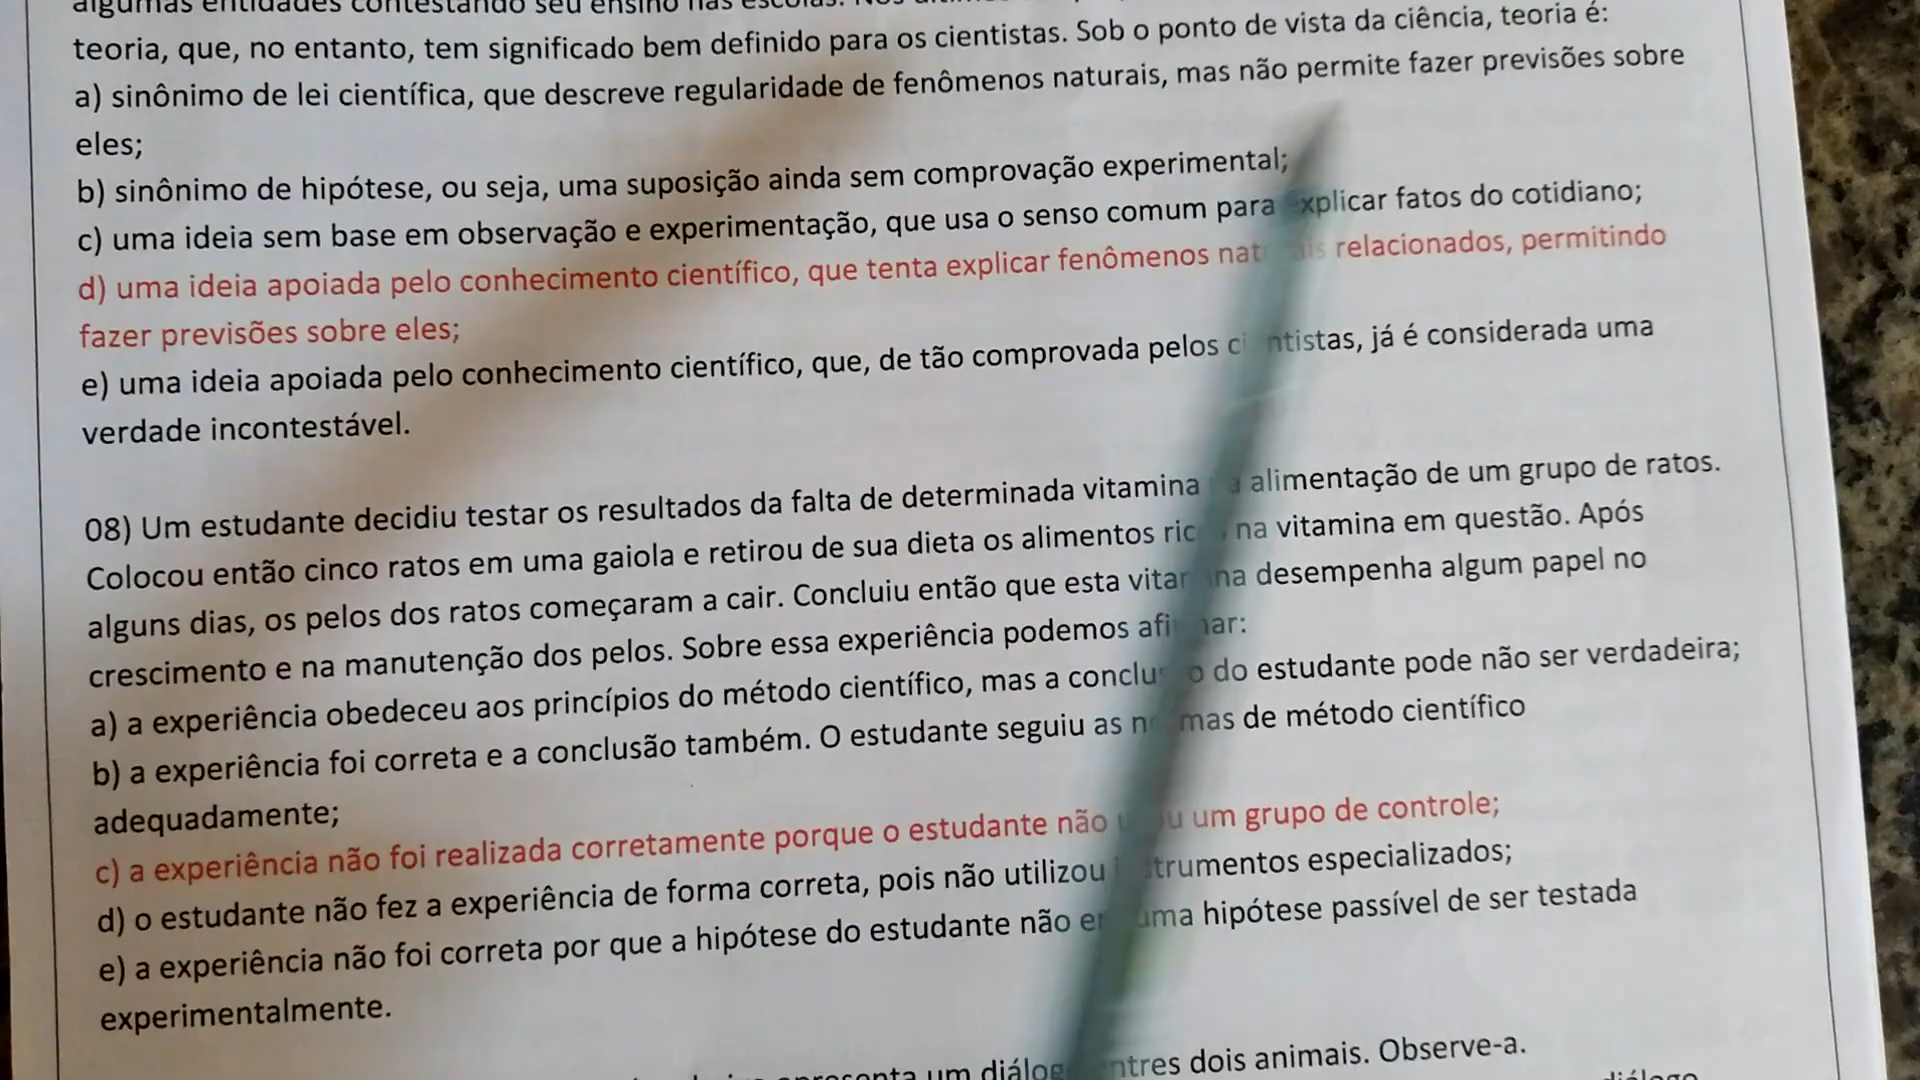 algumas entidades contestando seu ensino nas escolas.
teoria, que, no entanto, tem significado bem definido para os cientistas. Sob o ponto de vista da ciência, teoria é:
a) sinônimo de lei científica, que descreve regularidade de fenômenos naturais, mas não permite fazer previsões sobre
eles;
b) sinônimo de hipótese, ou seja, uma suposição ainda sem comprovação experimental;
c) uma ideia sem base em observação e experimentação, que usa o senso comum para explicar fatos do cotidiano;
d) uma ideia apoiada pelo conhecimento científico, que tenta explicar fenômenos naturais relacionados, permitindo
fazer previsões sobre eles;
e) uma ideia apoiada pelo conhecimento científico, que, de tão comprovada pelos cientistas, já é considerada uma
verdade incontestável.
08) Um estudante decidiu testar os resultados da falta de determinada vitamina na alimentação de um grupo de ratos.
Colocou então cinco ratos em uma gaiola e retirou de sua dieta os alimentos ricos na vitamina em questão. Após
alguns dias, os pelos dos ratos começaram a cair. Concluiu então que esta vitamina desempenha algum papel no
crescimento e na manutenção dos pelos. Sobre essa experiência podemos afirmar:
a) a experiência obedeceu aos princípios do método científico, mas a conclusão do estudante pode não ser verdadeira;
b) a experiência foi correta e a conclusão também. O estudante seguiu as normas de método científico
adequadamente;
c) a experiência não foi realizada corretamente porque o estudante não usou um grupo de controle;
d) o estudante não fez a experiência de forma correta, pois não utilizou instrumentos especializados;
e) a experiência não foi correta por que a hipótese do estudante não era uma hipótese passível de ser testada
experimentalmente.
apresenta um diálogo entres dois animais. Observe-a.
diálogo